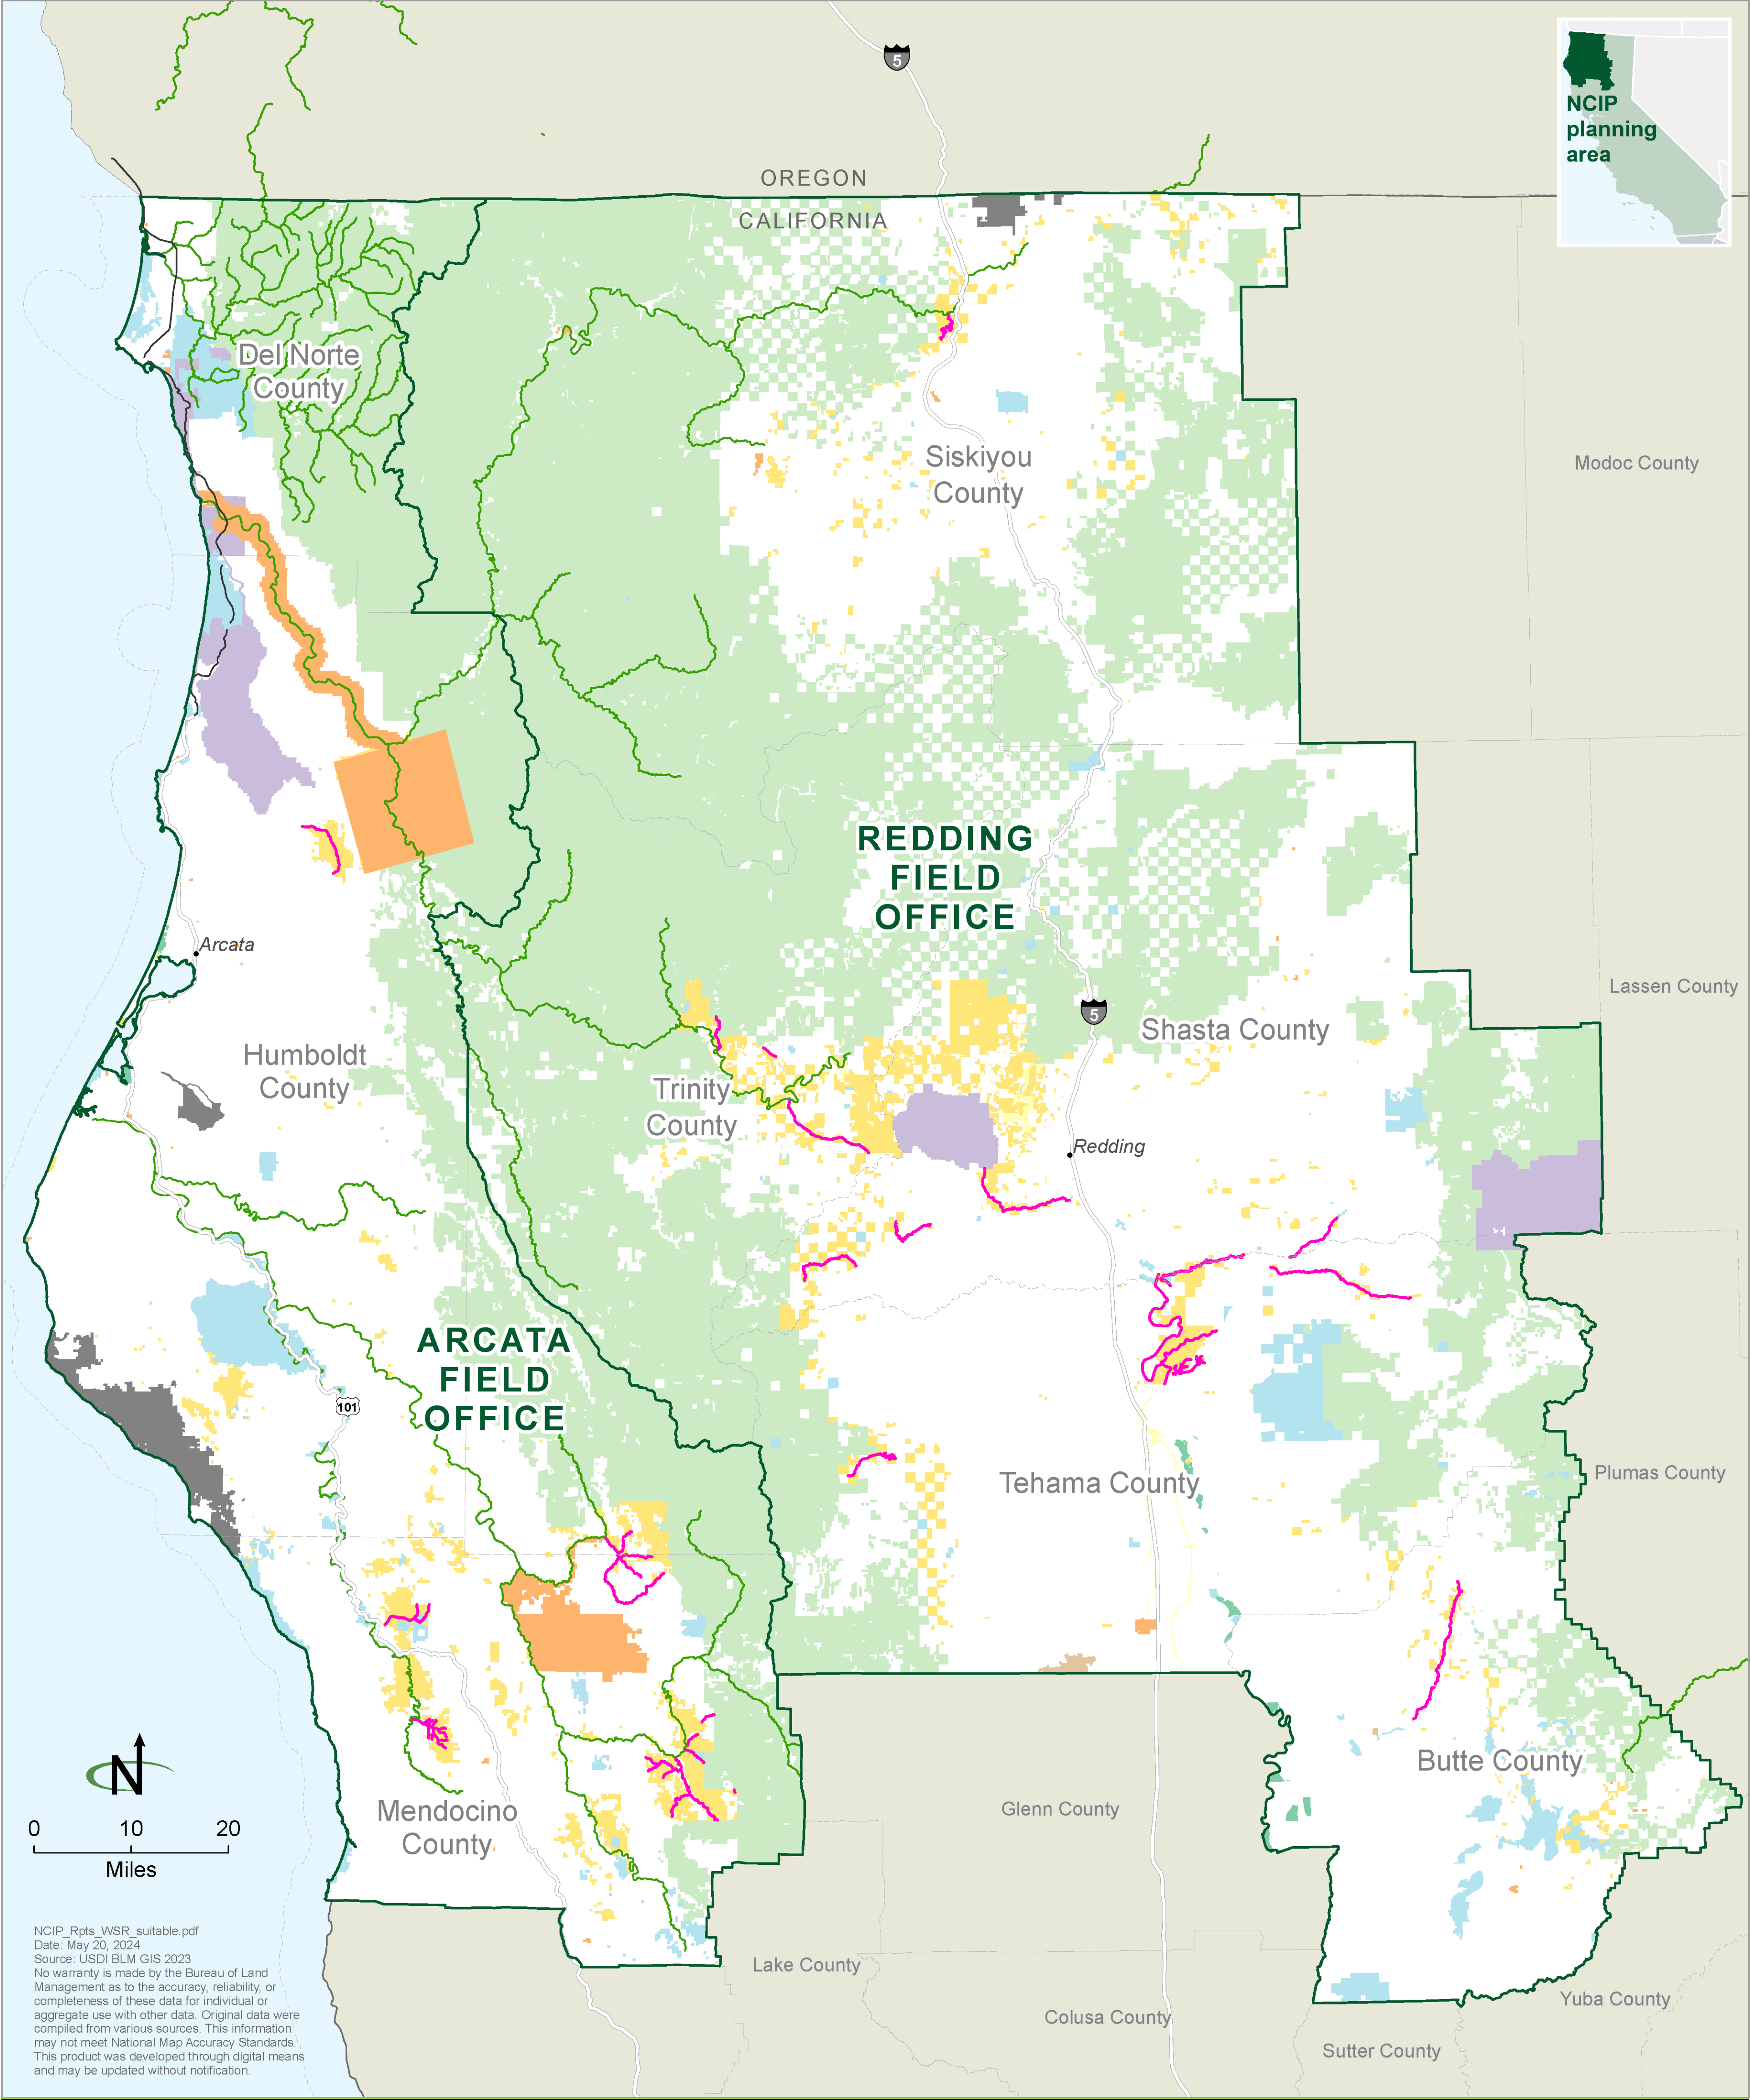 5
NCIP
planning
area
OREGON
CALIFORNIA
Del Norte
County
Siskiyou
County
Modoc County
REDDING
FIELD
OFFICE
Arcata
Lassen County
5
Shasta County
Humboldt
County
Trinity
County
Redding
ARCATA
FIELD
OFFICE
101
Tehama County
Plumas County
N
Butte County
Mendocino
County
Glenn County
0 10 20
Miles
NCIP_Rpts_WSR_suitable.pdf
Date: May 20, 2024
Source: USDI BLM GIS 2023
No warranty is made by the Bureau of Land
Management as to the accuracy, reliability, or
completeness of these data for individual or
aggregate use with other data. Original data were
compiled from various sources. This information
may not meet National Map Accuracy Standards.
This product was developed through digital means
and may be updated without notification.
Lake County
Colusa County
Yuba County
Sutter County